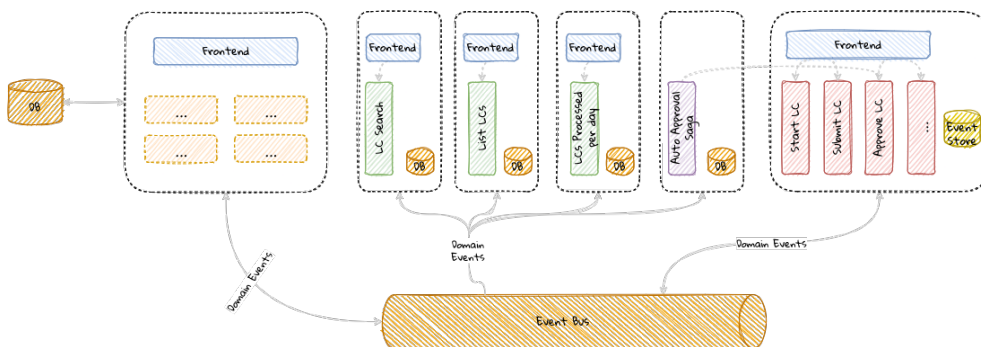 DB
Frontend
...
...
...
...
Frontend
LC Search
DB
Frontend
List LCs
DB
Frontend
LCs Processed
per day
DB
Auto Approval
Saga
DB
Frontend
Start LC
Submit LC
Approve LC
...
Event
Store
Domain Events
Domain
Events
Domain Events
Event Bus